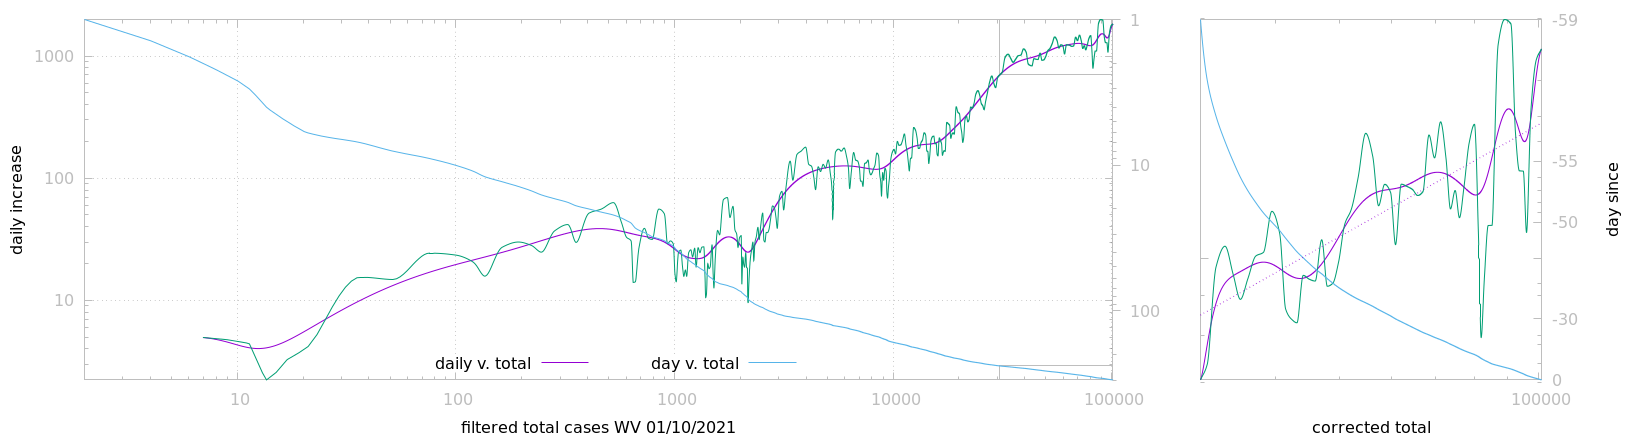 1000
100
10
daily increase
daily v. total
day v. total
10
100
1000
10000
100000
filtered total cases WV 01/10/2021
1
10
100
-59
-55
-50
-30
0
day since
100000
corrected total